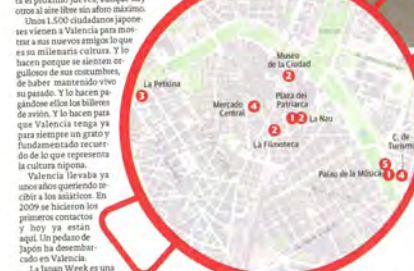 ta el próximo jueves, aunque hay
otros al aire libre sin aforo máximo.
Unos 1.500 ciudadanos japone-
ses vienen a Valencia para mos-
trar a sus nuevos amigos lo que
es su milenaria cultura. Y lo
hacen porque se sienten or-
gullosos de sus costumbres,
de haber mantenido vivo
su pasado. Y lo hacen pa-
gándose ellos los billetes
de avión. Y lo hacen para
que Valencia tenga ya
para siempre un grato y
fundamentado recuer-
do de lo que representa
la cultura nipona.
Valencia llevaba ya
unos años queriendo re-
cibir a los asiáticos. En
2009 se hicieron los
primeros contactos
y hoy ya están
aquí. Un pedazo de
Japón ha desembar-
cado en Valencia.
La Japan Week es una
La Petxina
3
Museo
de la Ciudad
2
Mercado
Central
4
Plaza del
Patriarca
1 2 La Nau
2
La Filmoteca
C. de
Turism
5
Palau de la Música 1 4